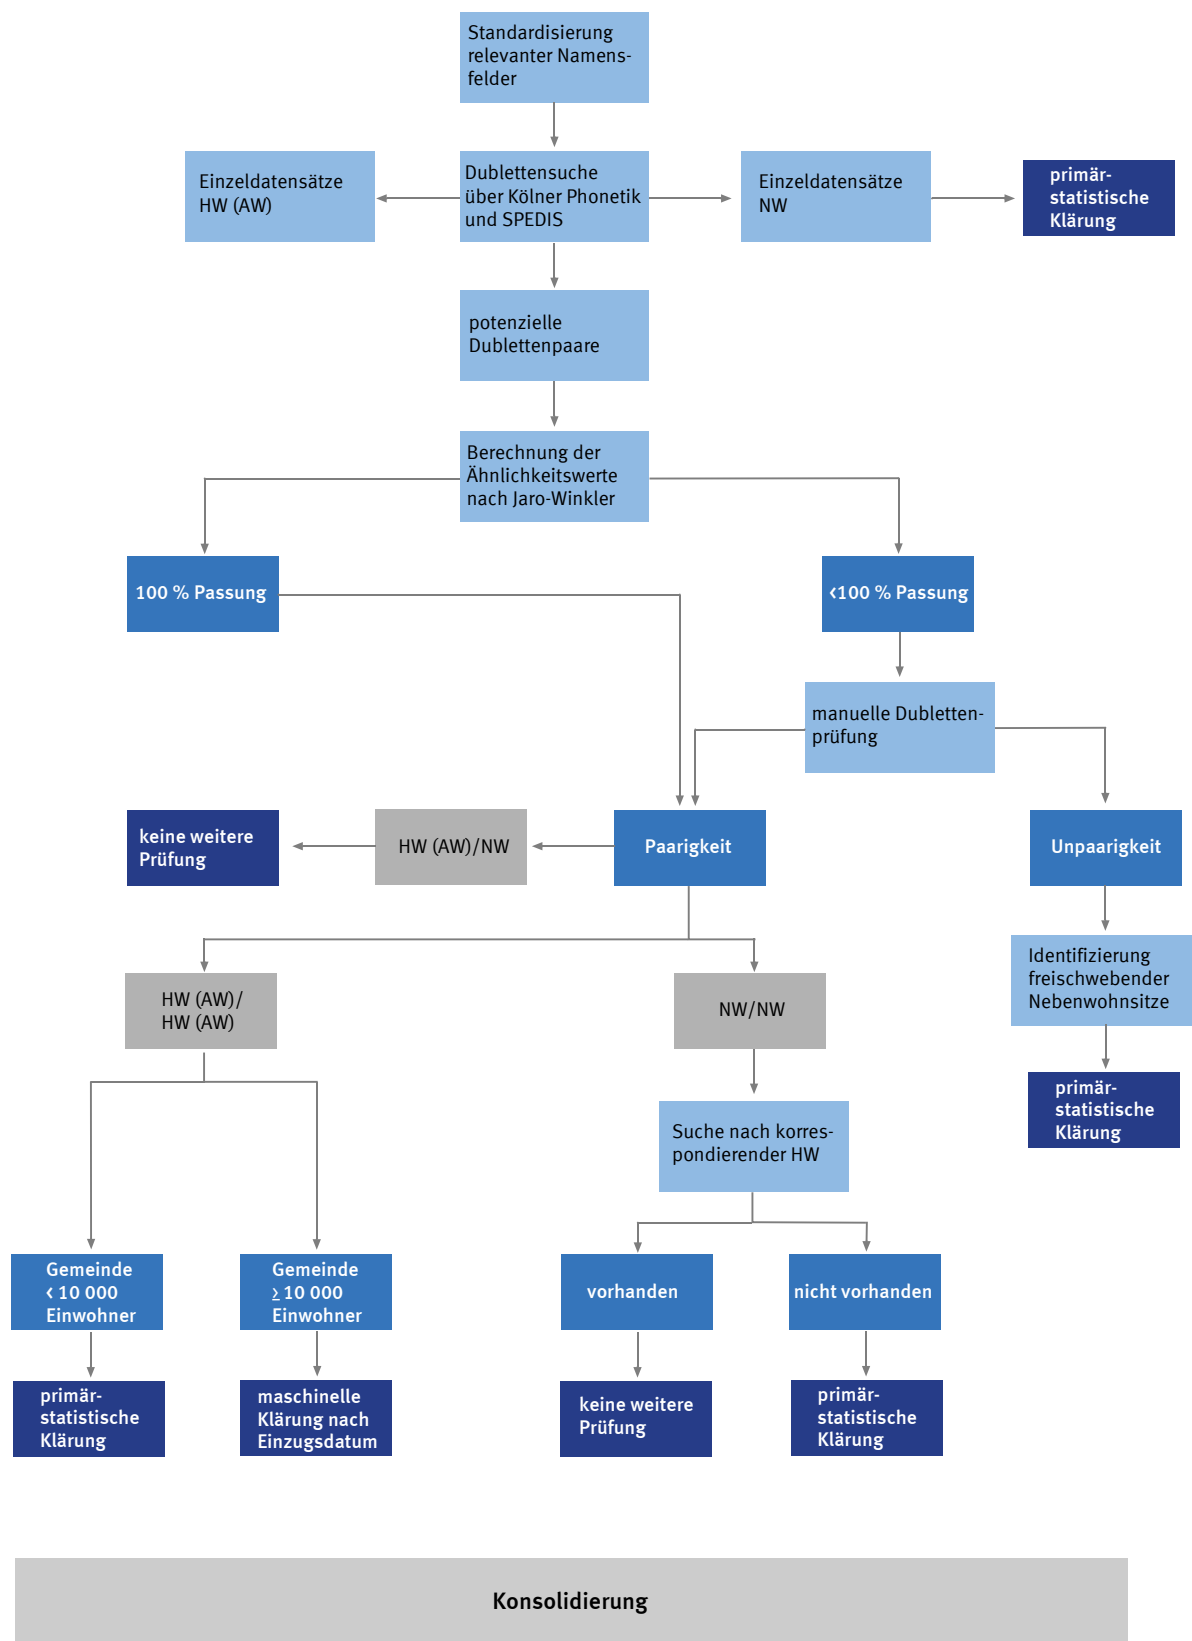 Standardisierung
relevanter Namens-
felder
Einzeldatensätze
HW (AW)
Dublettensuche
über Kölner Phonetik
und SPEDIS
Einzeldatensätze
NW
primär-
statistische
Klärung
potenzielle
Dublettenpaare
Berechnung der
Ähnlichkeitswerte
nach Jaro-Winkler
100 % Passung
<100 % Passung
manuelle Dubletten-
prüfung
keine weitere
Prüfung
HW (AW)/NW
Paarigkeit
Unpaarigkeit
Identifizierung
freischwebender
Nebenwohnsitze
HW (AW)/
HW (AW)
NW/NW
primär-
statistische
Klärung
Suche nach korres-
pondierender HW
Gemeinde
< 10 000
Einwohner
Gemeinde
≥ 10 000
Einwohner
vorhanden
nicht vorhanden
primär-
statistische
Klärung
maschinelle
Klärung nach
Einzugsdatum
keine weitere
Prüfung
primär-
statistische
Klärung
Konsolidierung